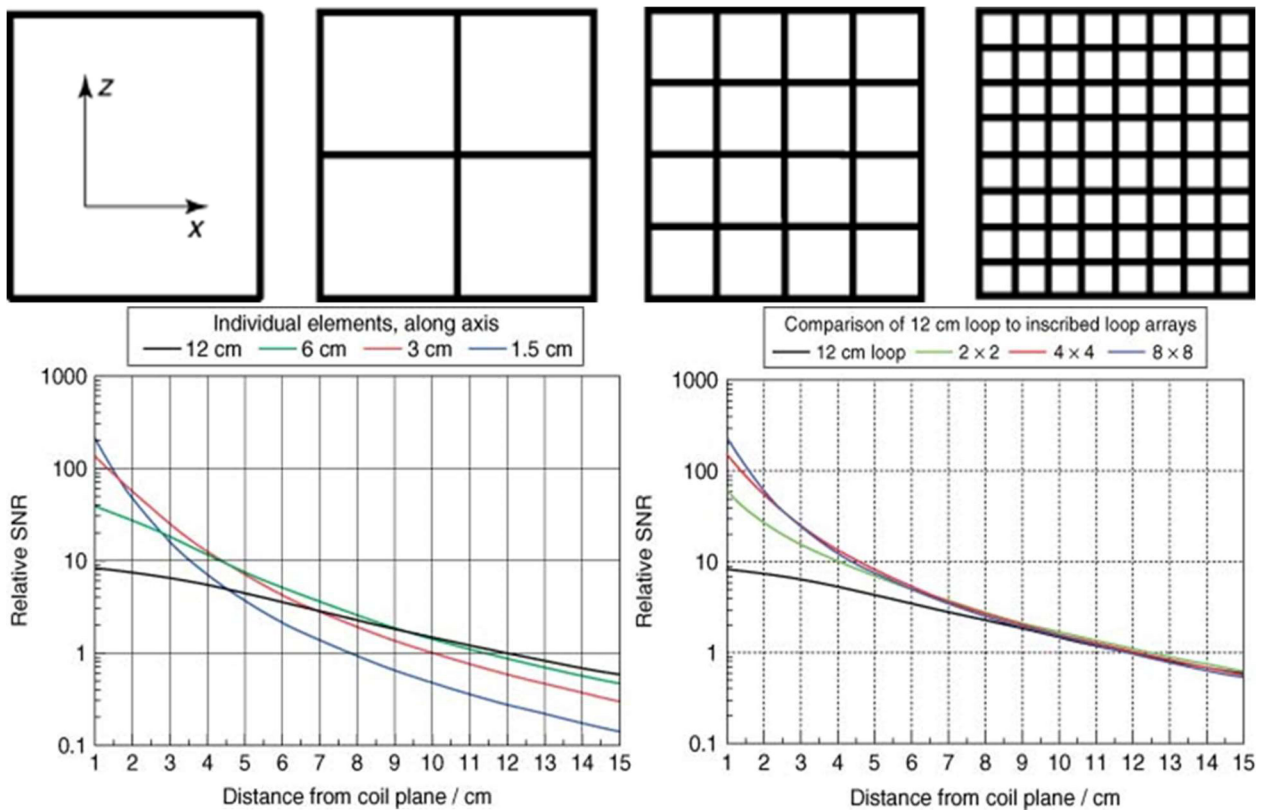 Z
X
Individual elements, along axis
12 cm 6 cm 3 cm 1.5 cm
1000
100
10
1
0.1
Relative SNR
1 2 3 4 5 6 7 8 9 10 11 12 13 14 15
Distance from coil plane / cm
Comparison of 12 cm loop to inscribed loop arrays
12 cm loop 2 × 2 4 × 4 8 × 8
1000
100
10
1
0.1
Relative SNR
1 2 3 4 5 6 7 8 9 10 11 12 13 14 15
Distance from coil plane / cm